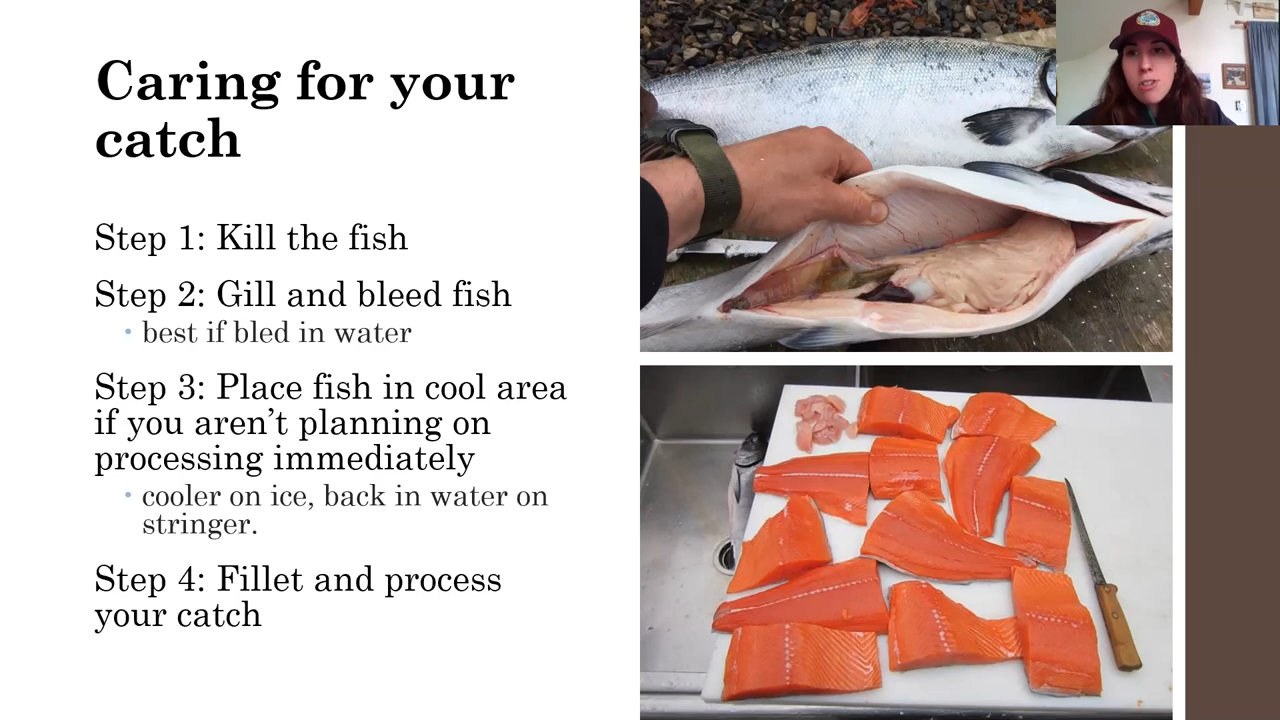 Caring for your
catch
Step 1: Kill the fish
Step 2: Gill and bleed fish
• best if bled in water
Step 3: Place fish in cool area
if you aren’t planning on
processing immediately
• cooler on ice, back in water on
stringer.
Step 4: Fillet and process
your catch